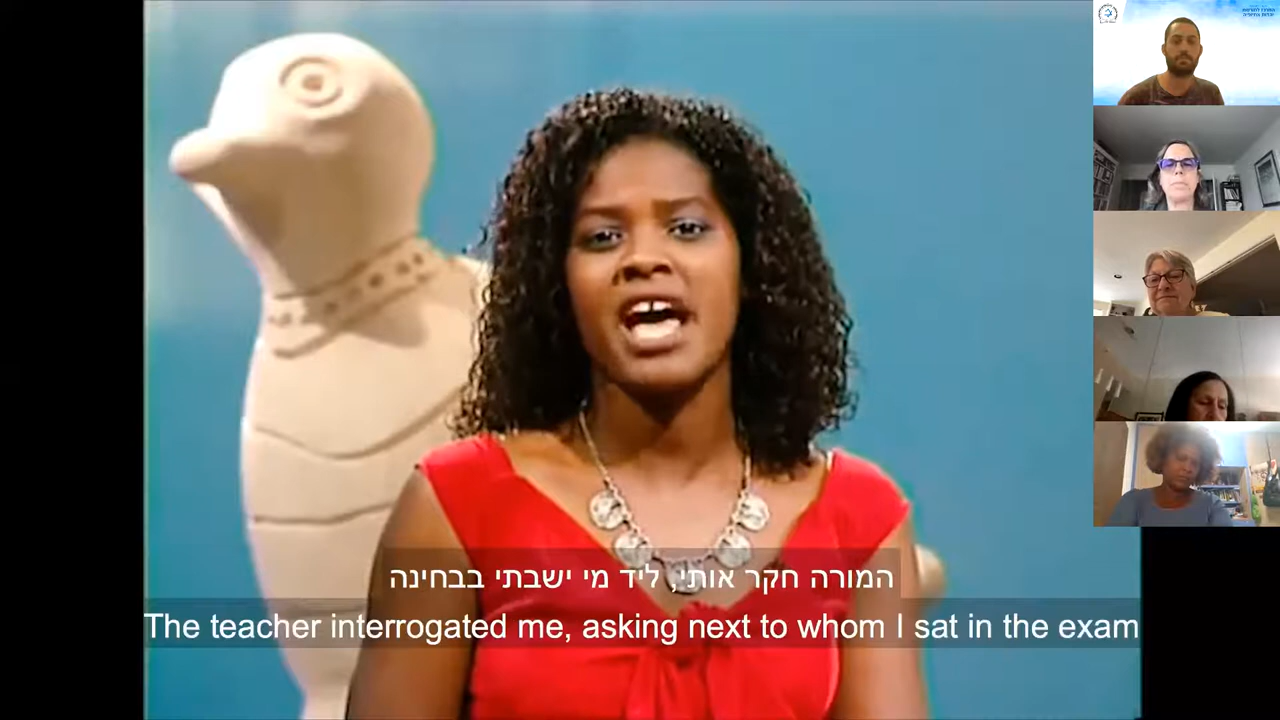 המורה חקר אותי, ליד מי ישבתי בבחינה
The teacher interrogated me, asking next to whom I sat in the exam